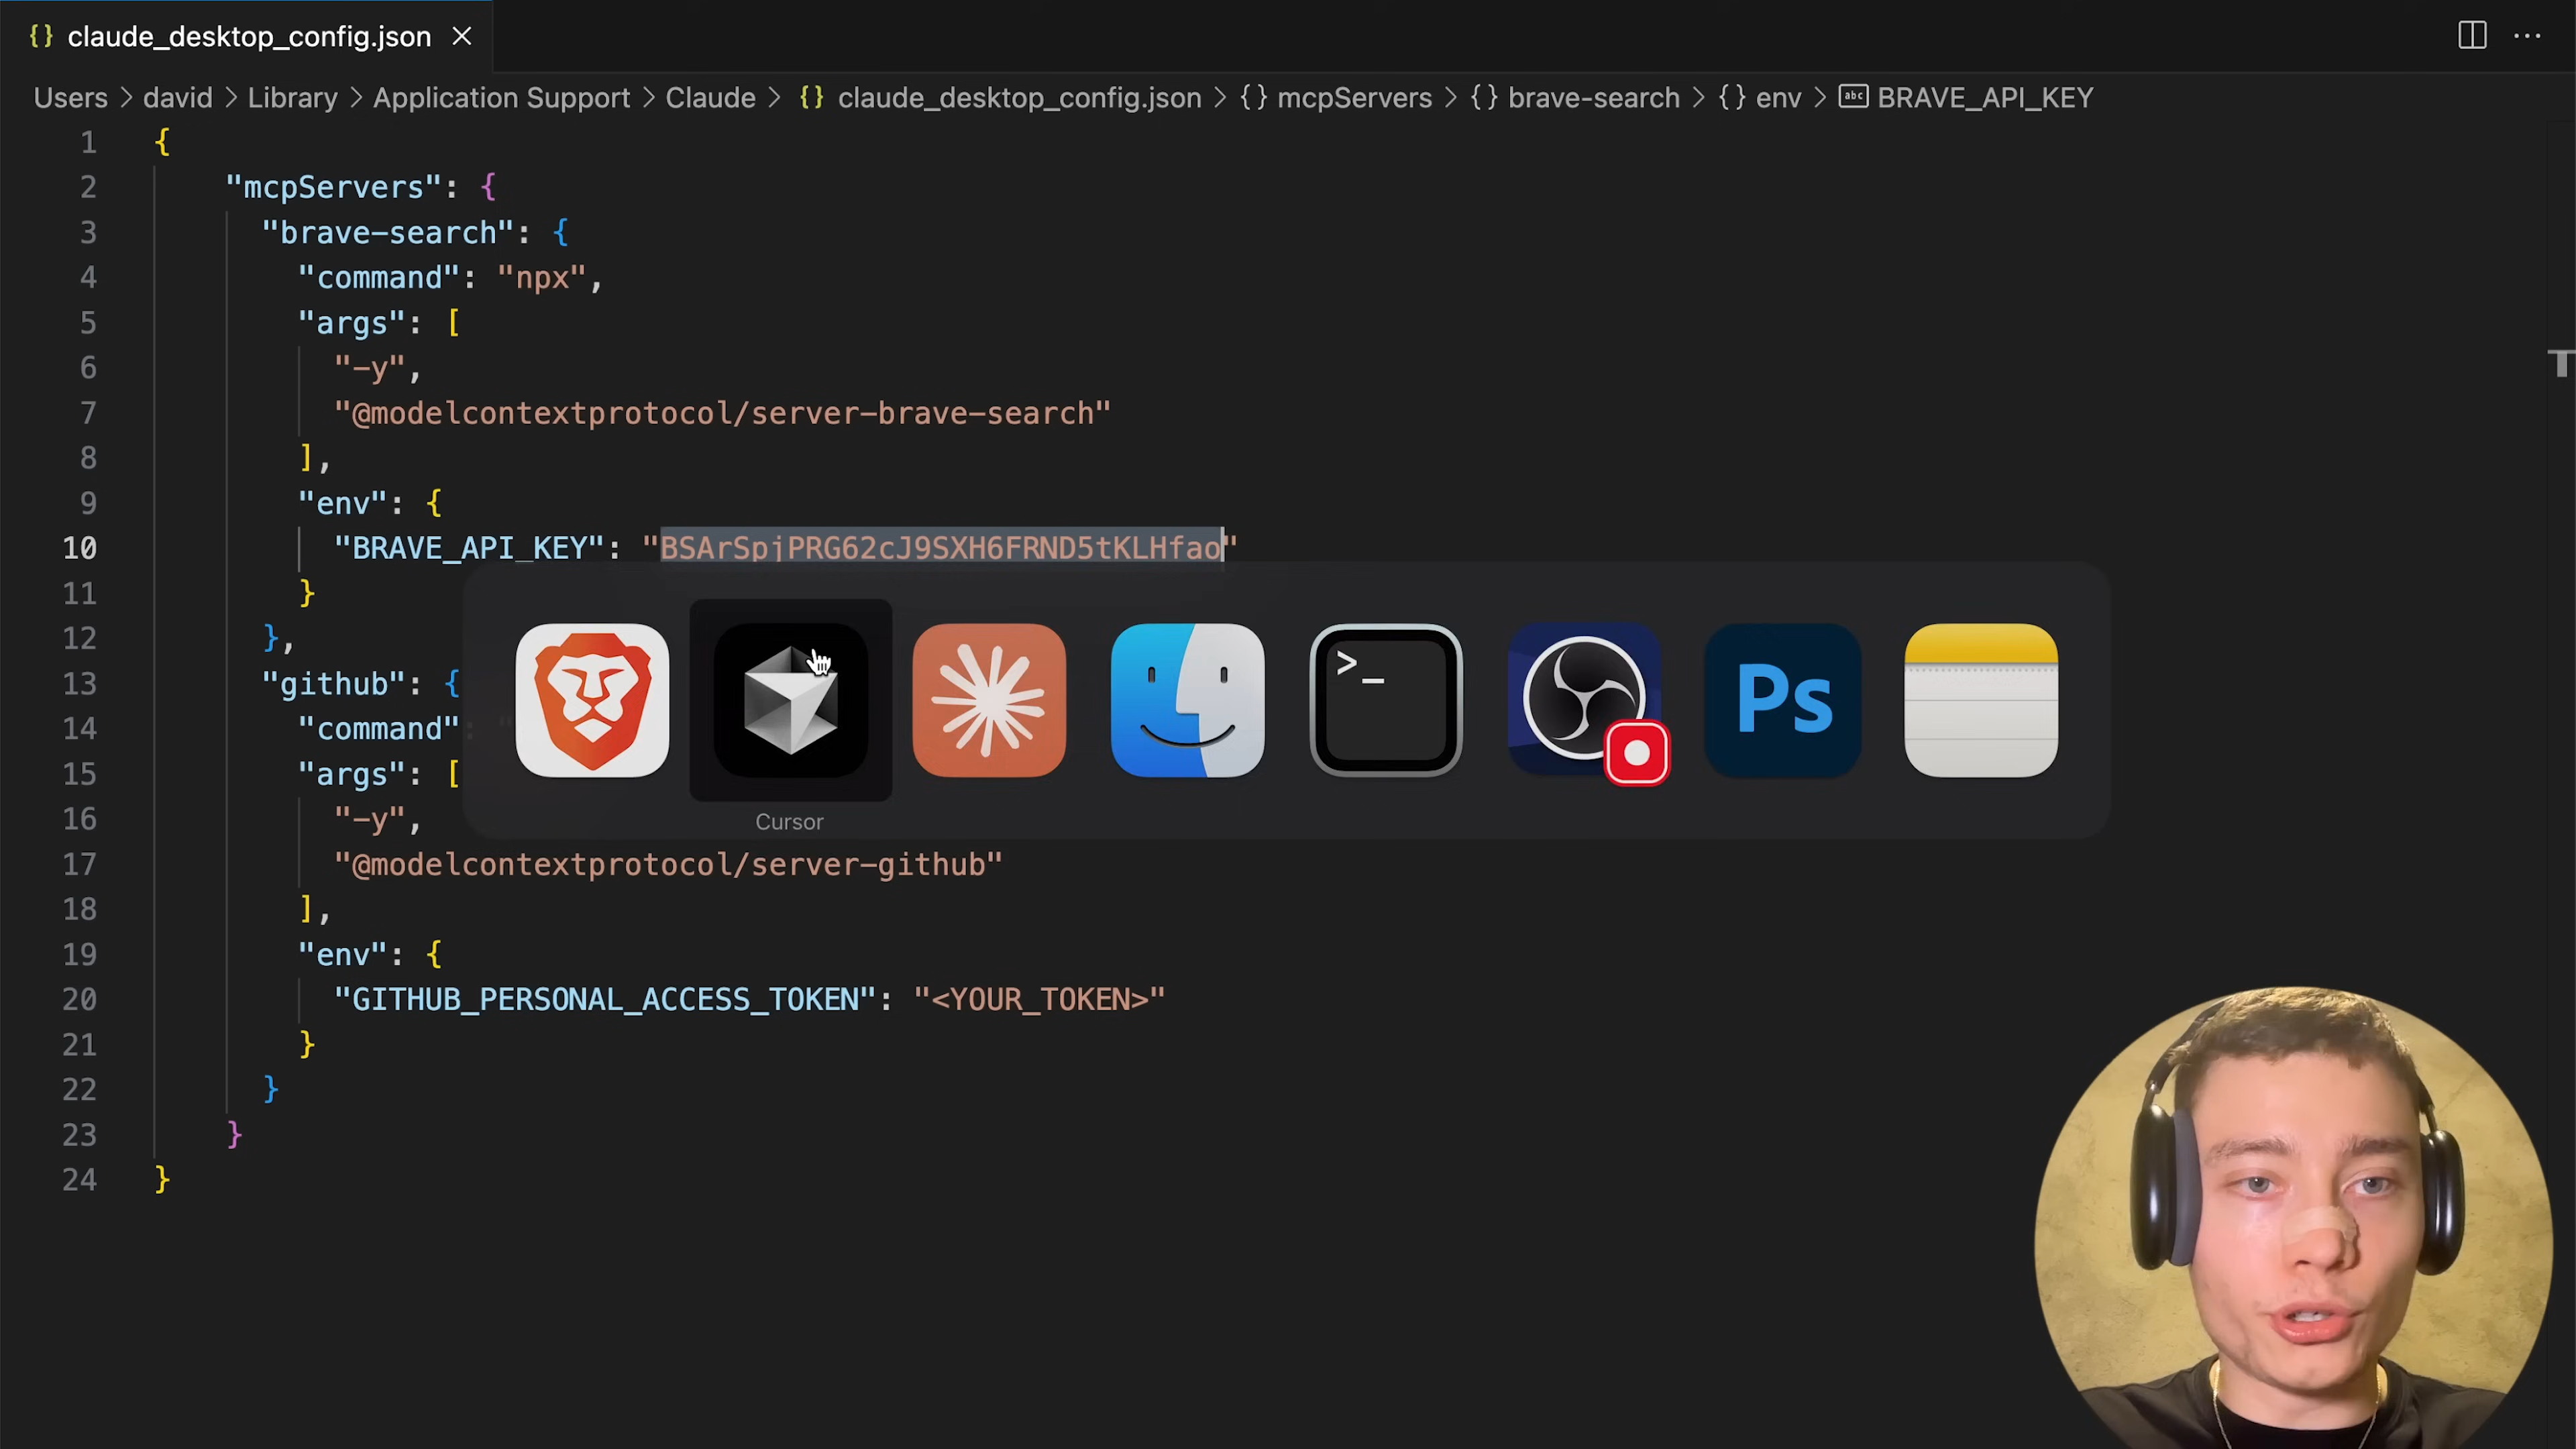 claude_desktop_config.json
Users > david > Library > Application Support > Claude > {} claude_desktop_config.json > {} mcpServers > {} brave-search > {} env > abc BRAVE_API_KEY
1 {
2 "mcpServers": {
3 "brave-search": {
4 "command": "npx",
5 "args": [
6 "-y",
7 "@modelcontextprotocol/server-brave-search"
8 ],
9 "env": {
10 "BRAVE_API_KEY": "BSArSpjPRG62cJ9SXH6FRND5tKLHfao"
11 }
12 },
13 "github": {
14 "command": "
15 "args": [
16 "-y",
17 "@modelcontextprotocol/server-github"
18 ],
19 "env": {
20 "GITHUB_PERSONAL_ACCESS_TOKEN": "<YOUR_TOKEN>"
21 }
22 }
23 }
24 }
>_
Ps
Cursor